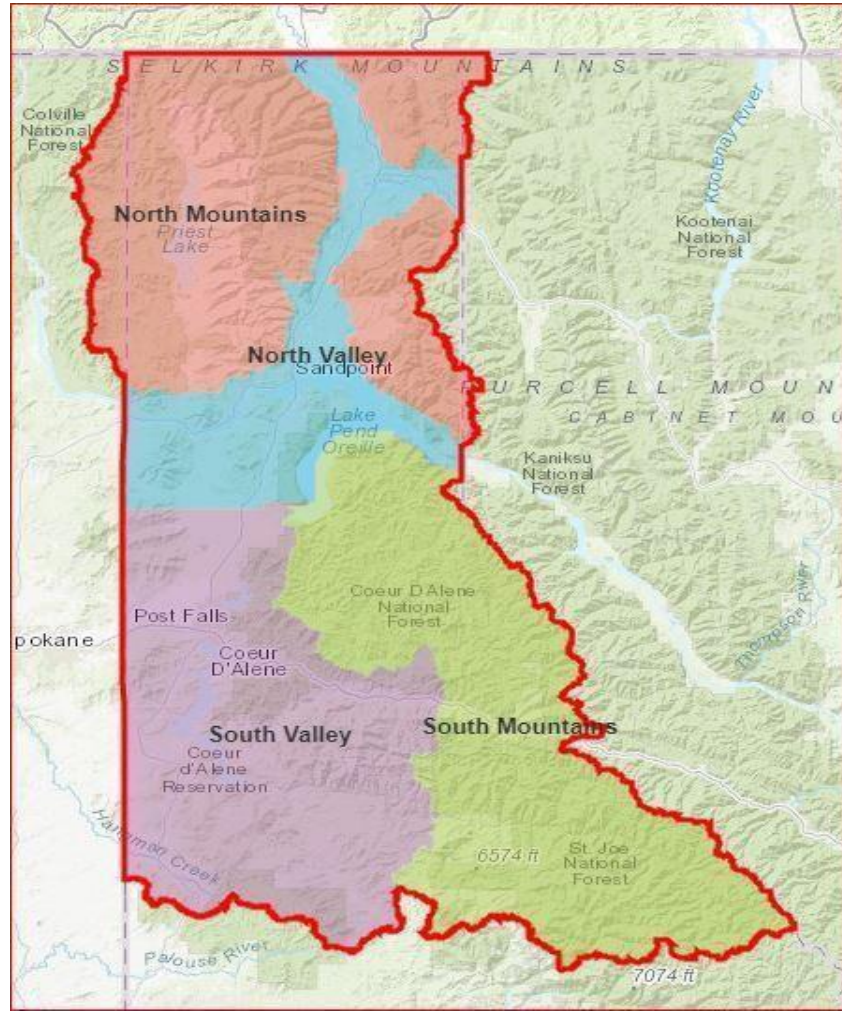 SELKIRK MOUNTAINS
Colville
National
Forest
Kootenay River
North Mountains
Priest
Lake
Kootenai
National
Forest
North Valley
Sandpoint
PURCELL MOUN
CABINET MOU
Lake
Pend
Oreille
Kaniksu
National
Forest
Coeur D'Alene
National
Forest
Thompson River
Post Falls
pokane
Coeur
D'Alene
South Valley
South Mountains
Coeur
d'Alene
Reservation
Hangman Creek
6574 ft
St. Joe
National
Forest
Palouse River
7074 ft